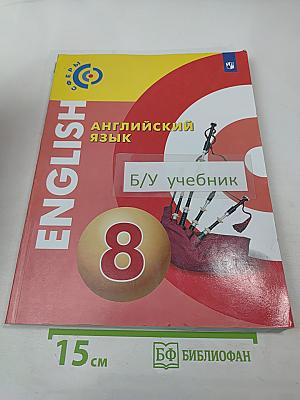 СФЕРЫ
ENGLISH
АНГЛИЙСКИЙ
ЯЗЫК
Б/У учебник
8
15 см
БФ БИБЛИОФАН